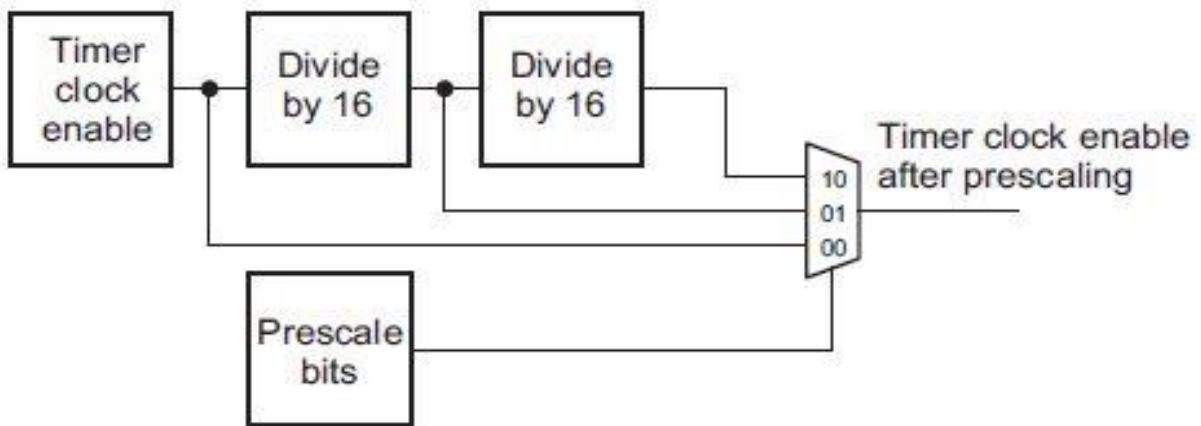 Timer
clock
enable
Divide
by 16
Divide
by 16
Timer clock enable
after prescaling
10
01
00
Prescale
bits